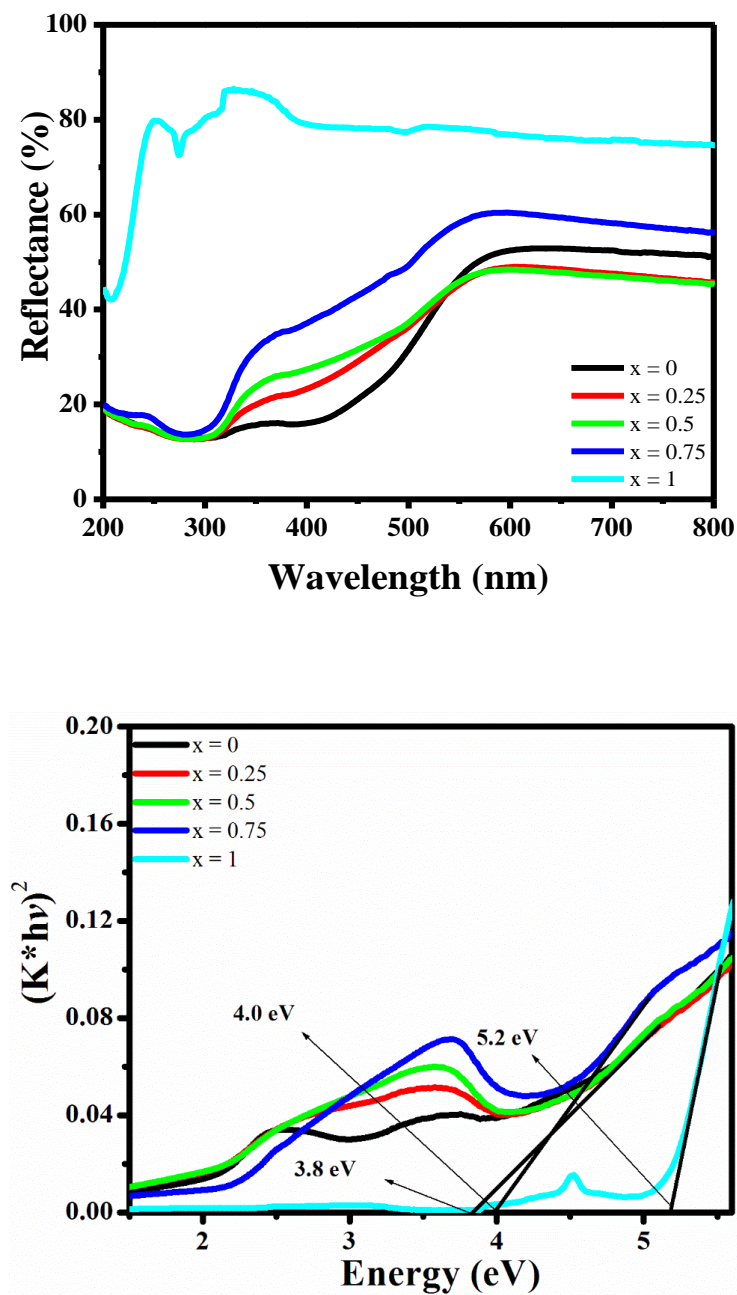 100
80
60
40
20
0
Reflectance (%)
x = 0
x = 0.25
x = 0.5
x = 0.75
x = 1
200 300 400 500 600 700 800
Wavelength (nm)
0.20
0.16
0.12
0.08
0.04
0.00
(K*hν)²
x = 0
x = 0.25
x = 0.5
x = 0.75
x = 1
4.0 eV
5.2 eV
3.8 eV
2 3 4 5
Energy (eV)